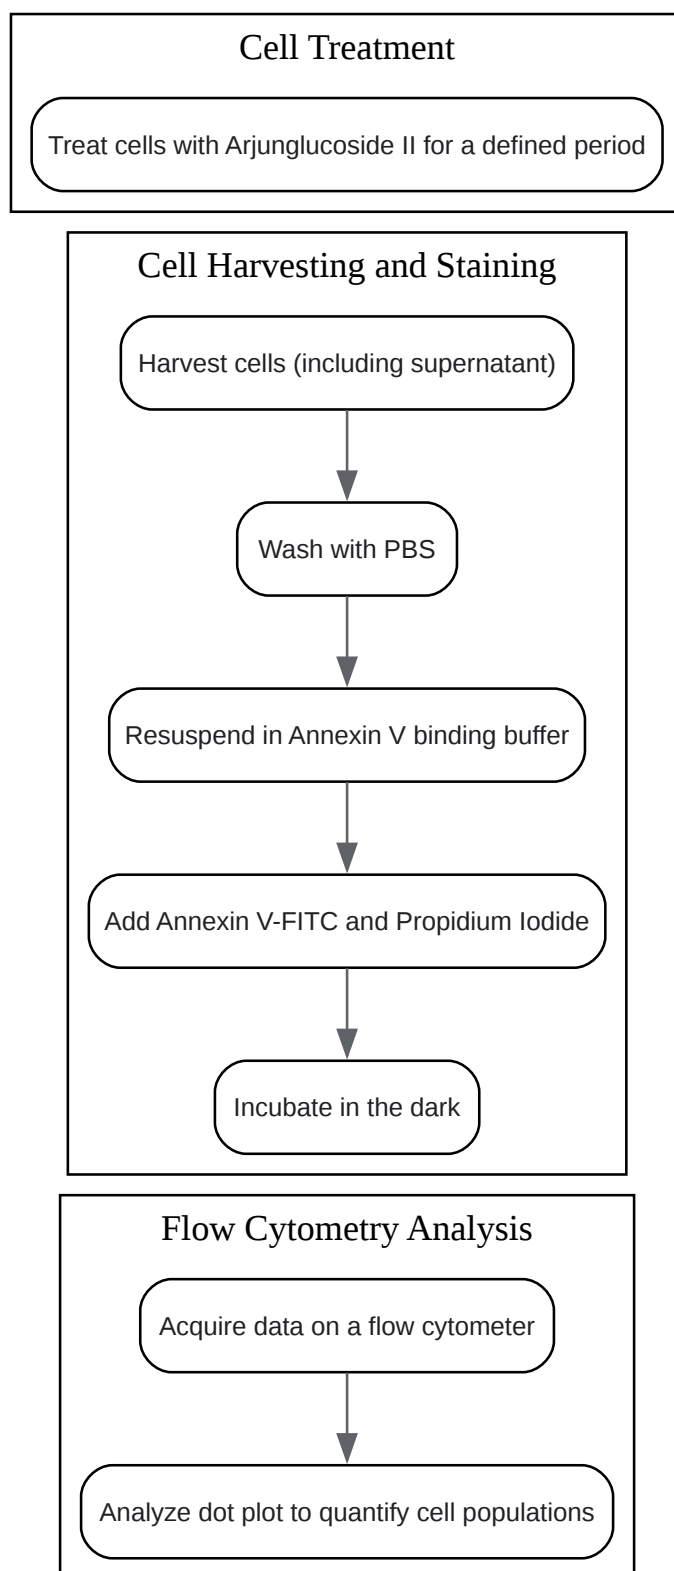 Cell Treatment
Treat cells with Arjunglucoside II for a defined period
Cell Harvesting and Staining
Harvest cells (including supernatant)
Wash with PBS
Resuspend in Annexin V binding buffer
Add Annexin V-FITC and Propidium Iodide
Incubate in the dark
Flow Cytometry Analysis
Acquire data on a flow cytometer
Analyze dot plot to quantify cell populations